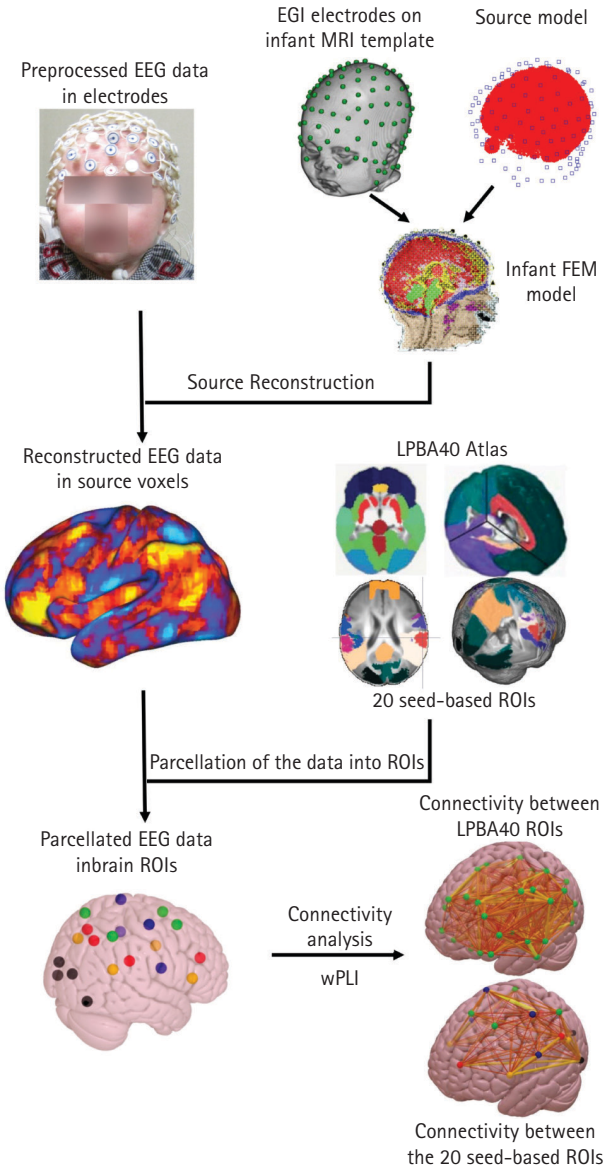 EGI electrodes on
infant MRI template
Source model
Preprocessed EEG data
in electrodes
Infant FEM
model
Source Reconstruction
Reconstructed EEG data
in source voxels
LPBA40 Atlas
20 seed-based ROIs
Parcellation of the data into ROIs
Parcellated EEG data
inbrain ROIs
Connectivity
analysis
wPLI
Connectivity between
LPBA40 ROIs
Connectivity between
the 20 seed-based ROIs